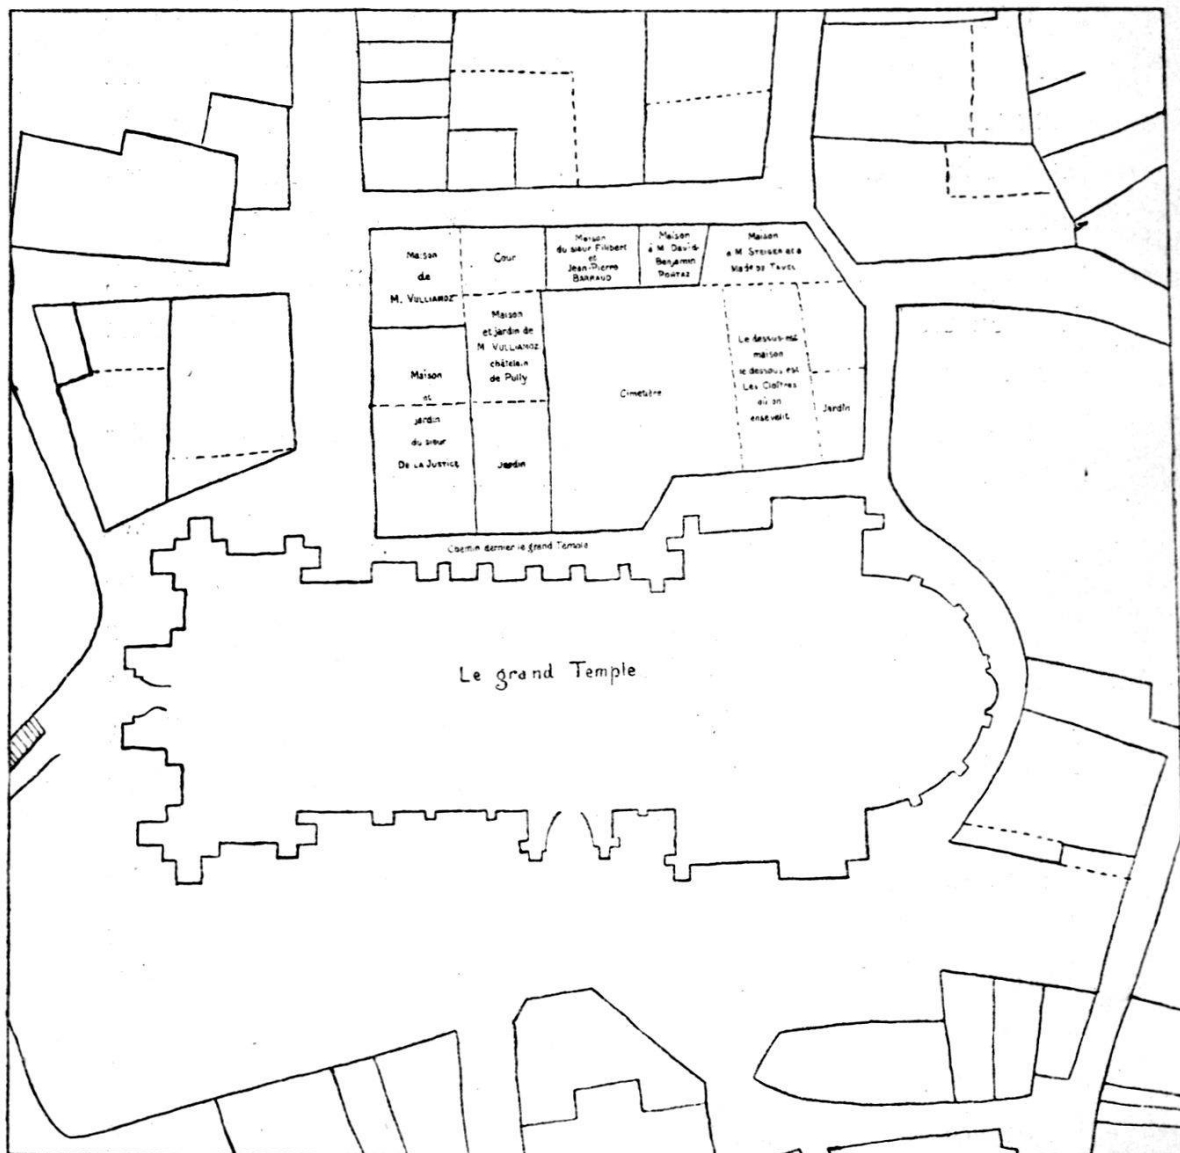 Maison
de
M. VULLIAMOZ
Cour
Maison
du sieur Filibert
et
Jean-Pierre
BARRAUD
Maison
à M. David-
Benjamin
PORTAZ
Maison
à M. STEIGER et à
Made DE TAVEL
Maison
et jardin de
M. VULLIAMOZ
châtelain
de Pully
Maison
et
jardin
du sieur
DE LA JUSTICE
Jardin
Cimetière
Le dessus est
maison
le dessous est
Les Cloîtres
où on
ensevelit
Jardin
Chemin derrier le grand Temple
Le grand Temple